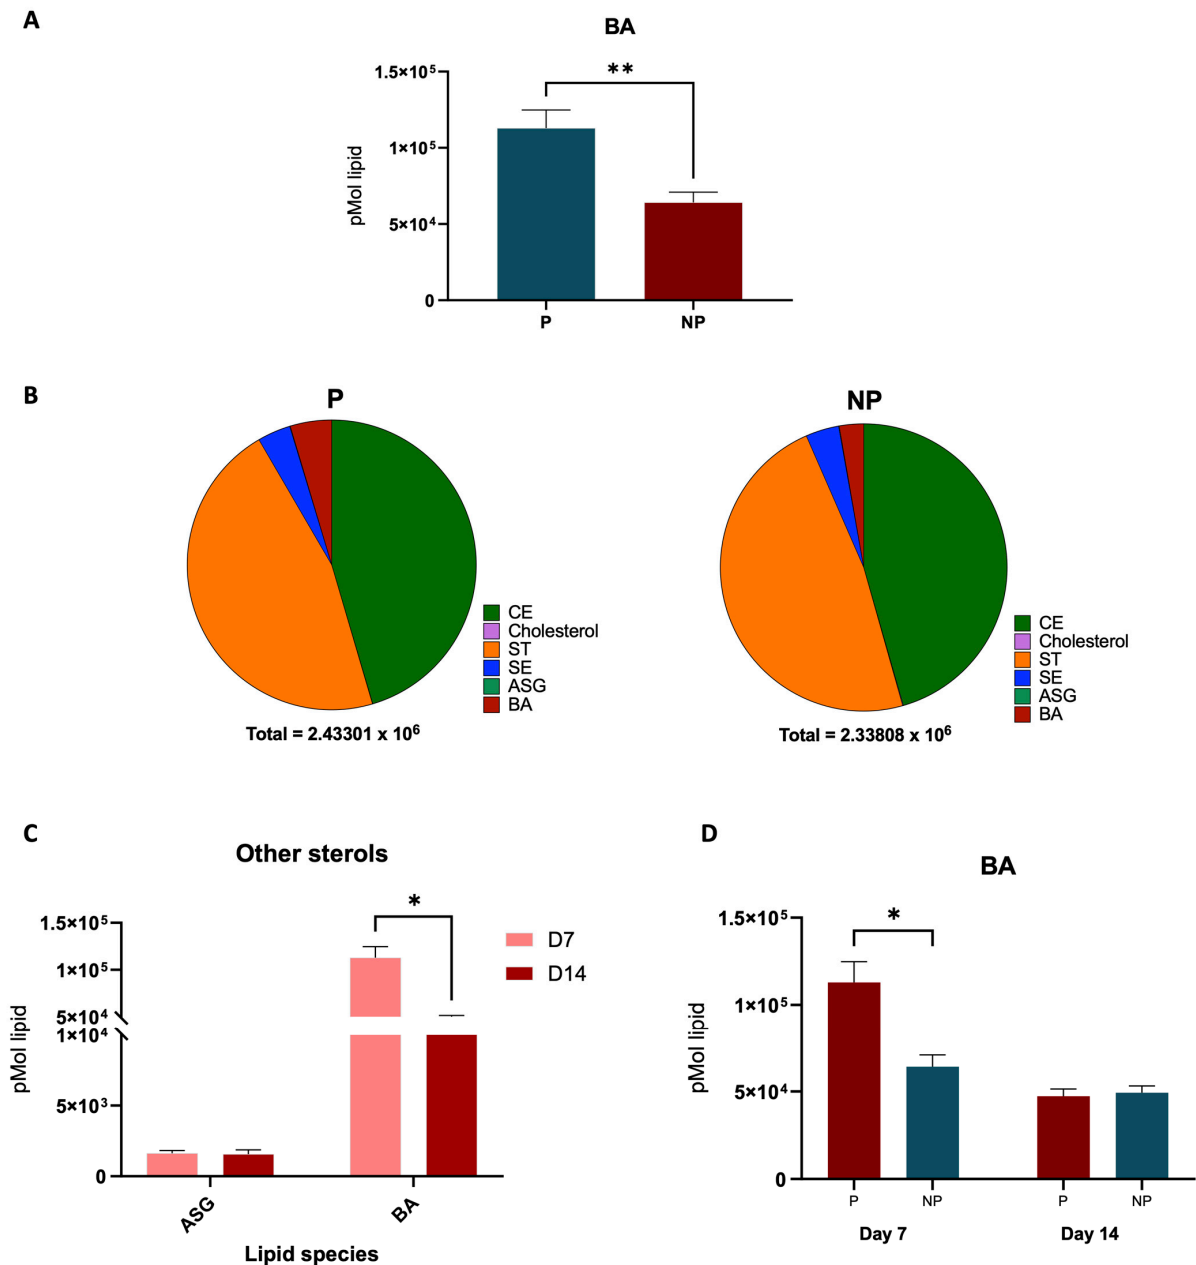 A
BA
**
1.5×10⁵
1×10⁵
5×10⁴
0
pMol lipid
P
NP
B
P
CE
Cholesterol
ST
SE
ASG
BA
Total = 2.43301 x 10⁶
NP
CE
Cholesterol
ST
SE
ASG
BA
Total = 2.33808 x 10⁶
C
Other sterols
*
1.5×10⁵
1×10⁵
5×10⁴
1×10⁴
5×10³
0
pMol lipid
D7
D14
ASG
BA
Lipid species
D
BA
*
1.5×10⁵
1×10⁵
5×10⁴
0
pMol lipid
P
NP
P
NP
Day 7
Day 14